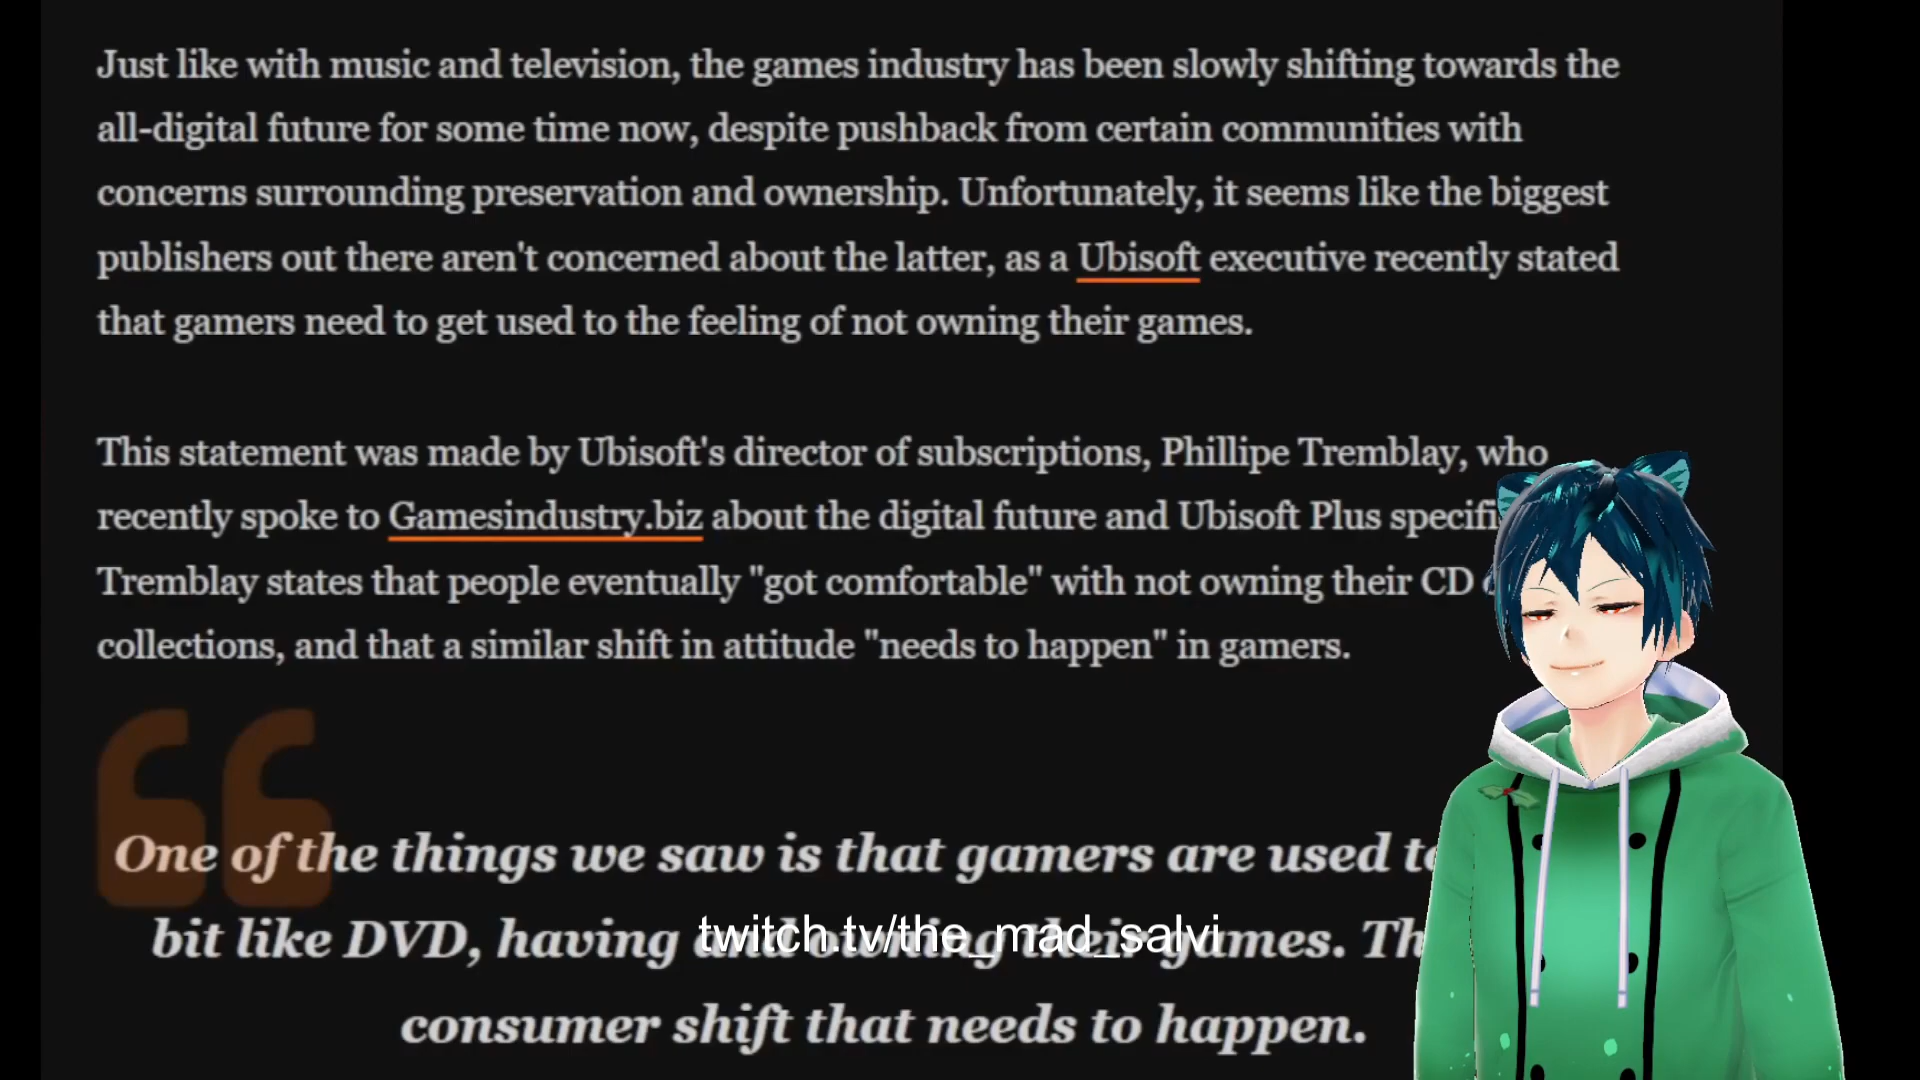 Just like with music and television, the games industry has been slowly shifting towards the
all-digital future for some time now, despite pushback from certain communities with
concerns surrounding preservation and ownership. Unfortunately, it seems like the biggest
publishers out there aren't concerned about the latter, as a Ubisoft executive recently stated
that gamers need to get used to the feeling of not owning their games.
This statement was made by Ubisoft's director of subscriptions, Phillipe Tremblay, who
recently spoke to Gamesindustry.biz about the digital future and Ubisoft Plus
Tremblay states that people eventually "got comfortable" with not owning their CD
collections, and that a similar shift in attitude "needs to happen" in gamers.
“
One of the things we saw is that gamers are used
bit like DVD, having and owning their games.
twitch.tv/the_mad_salvi
consumer shift that needs to happen.